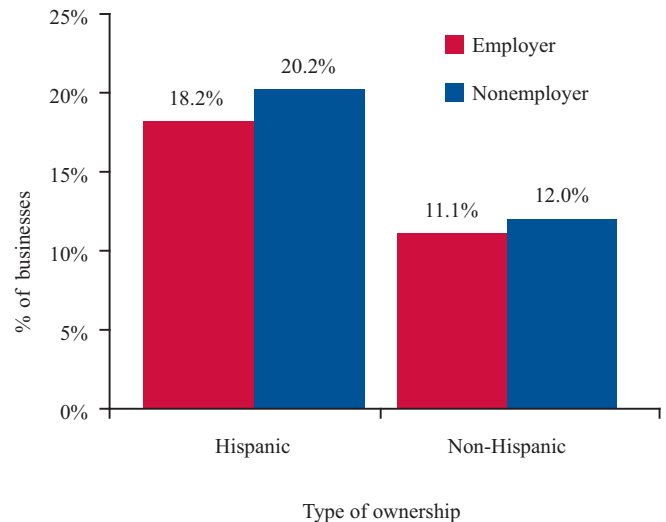 25%
20%
15%
10%
5%
0%
% of businesses
Employer
Nonemployer
18.2%
20.2%
11.1%
12.0%
Hispanic
Non-Hispanic
Type of ownership